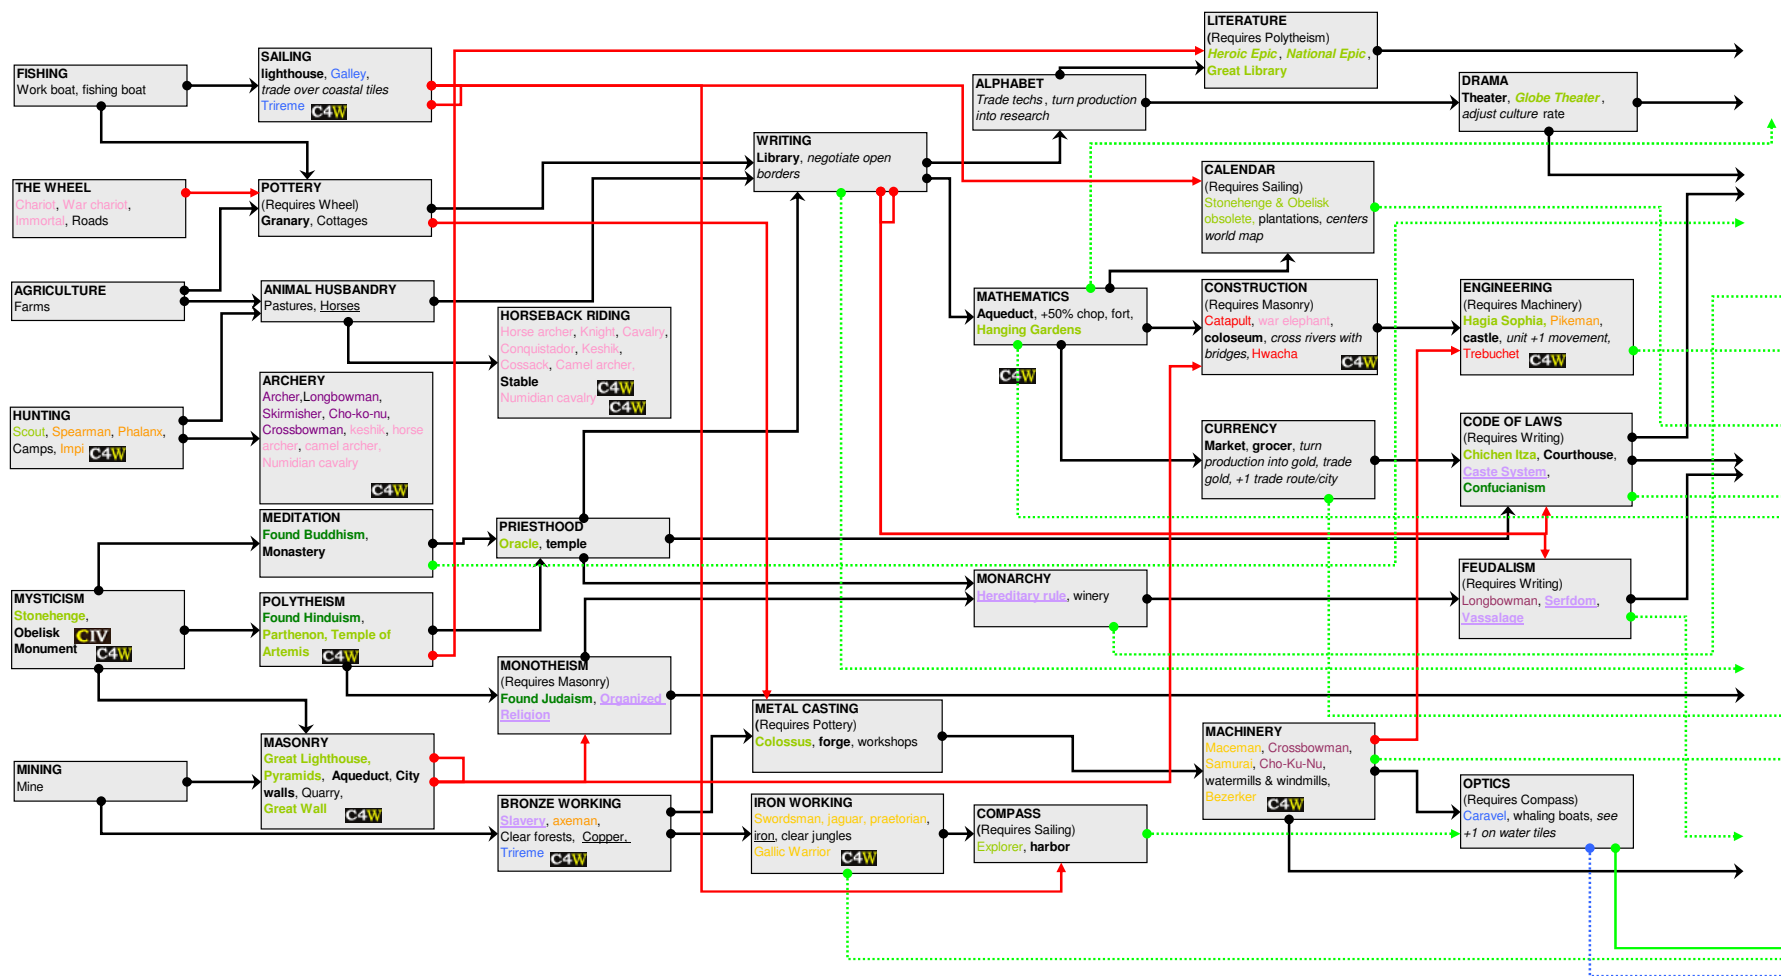 FISHING
Work boat, fishing boat
THE WHEEL
Chariot, War chariot,
Immortal, Roads
AGRICULTURE
Farms
HUNTING
Scout, Spearman, Phalanx,
Camps, Impi C4W
MYSTICISM
Stonehenge,
Obelisk CIV
Monument C4W
MINING
Mine
SAILING
lighthouse, Galley,
trade over coastal tiles
Trireme C4W
POTTERY
(Requires Wheel)
Granary, Cottages
ANIMAL HUSBANDRY
Pastures, Horses
ARCHERY
Archer,Longbowman,
Skirmisher, Cho-ko-nu,
Crossbowman, keshik, horse
archer, camel archer,
Numidian cavalry
C4W
MEDITATION
Found Buddhism,
Monastery
POLYTHEISM
Found Hinduism,
Parthenon, Temple of
Artemis C4W
MASONRY
Great Lighthouse,
Pyramids, Aqueduct, City
walls, Quarry,
Great Wall C4W
HORSEBACK RIDING
Horse archer, Knight, Cavalry,
Conquistador, Keshik,
Cossack, Camel archer,
Stable C4W
Numidian cavalry C4W
PRIESTHOOD
Oracle, temple
MONOTHEISM
(Requires Masonry)
Found Judaism, Organized
Religion
BRONZE WORKING
Slavery, axeman,
Clear forests, Copper,
Trireme C4W
WRITING
Library, negotiate open
borders
METAL CASTING
(Requires Pottery)
Colossus, forge, workshops
IRON WORKING
Swordsman, jaguar, praetorian,
iron, clear jungles
Gallic Warrior C4W
ALPHABET
Trade techs, turn production
into research
MATHEMATICS
Aqueduct, +50% chop, fort,
Hanging Gardens
C4W
MONARCHY
Hereditary rule, winery
COMPASS
(Requires Sailing)
Explorer, harbor
LITERATURE
(Requires Polytheism)
Heroic Epic, National Epic,
Great Library
CALENDAR
(Requires Sailing)
Stonehenge & Obelisk
obsolete, plantations, centers
world map
CONSTRUCTION
(Requires Masonry)
Catapult, war elephant,
coloseum, cross rivers with
bridges, Hwacha
C4W
CURRENCY
Market, grocer, turn
production into gold, trade
gold, +1 trade route/city
MACHINERY
Maceman, Crossbowman,
Samurai, Cho-Ku-Nu,
watermills & windmills,
Bezerker C4W
DRAMA
Theater, Globe Theater,
adjust culture rate
ENGINEERING
(Requires Machinery)
Hagia Sophia, Pikeman,
castle, unit +1 movement,
Trebuchet C4W
CODE OF LAWS
(Requires Writing)
Chichen Itza, Courthouse,
Caste System,
Confucianism
FEUDALISM
(Requires Writing)
Longbowman, Serfdom,
Vassalage
OPTICS
(Requires Compass)
Caravel, whaling boats, see
+1 on water tiles